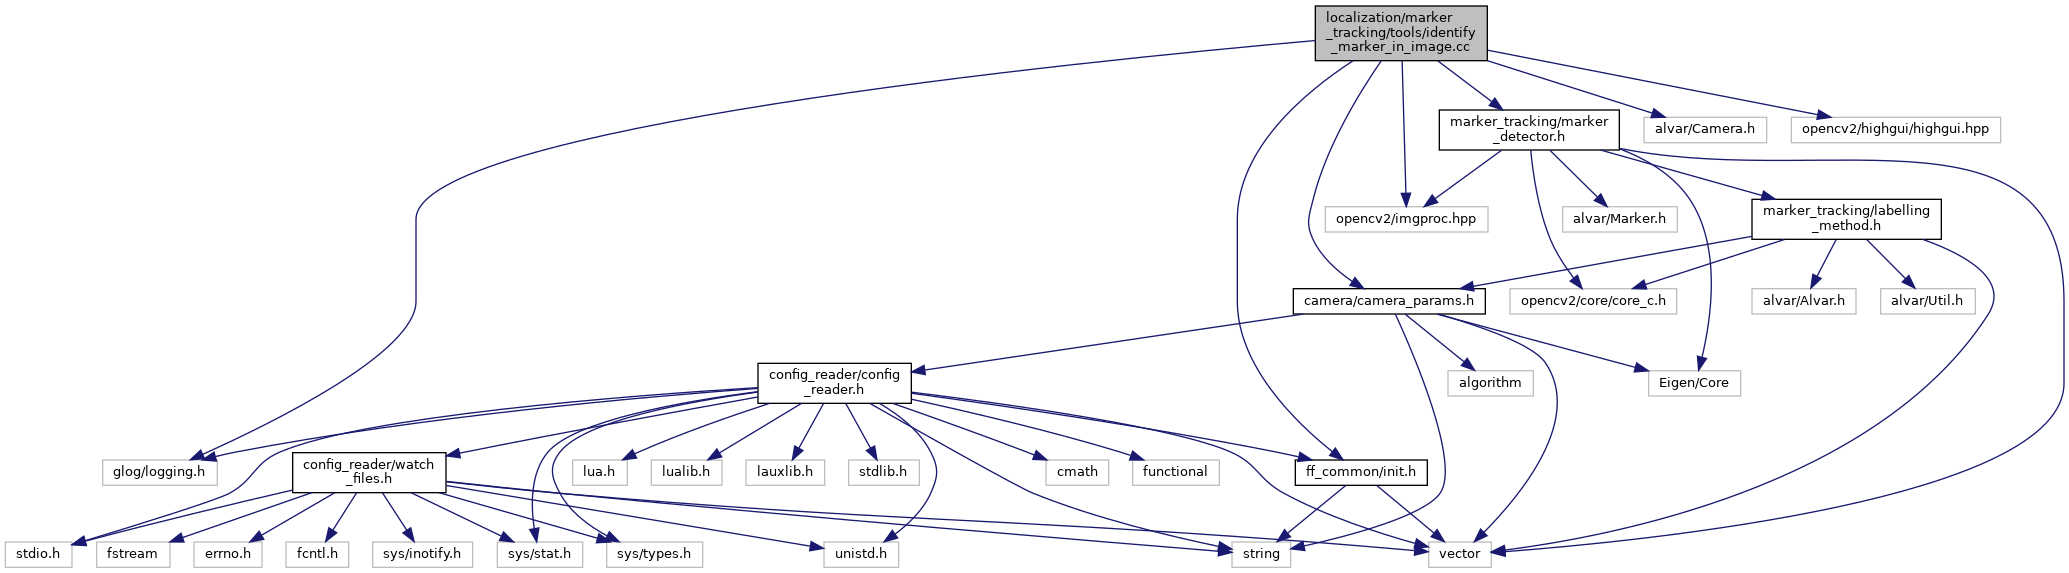 localization/marker
_tracking/tools/identify
_marker_in_image.cc
marker_tracking/marker
_detector.h
alvar/Camera.h
opencv2/highgui/highgui.hpp
opencv2/imgproc.hpp
alvar/Marker.h
marker_tracking/labelling
_method.h
camera/camera_params.h
opencv2/core/core_c.h
alvar/Alvar.h
alvar/Util.h
config_reader/config
_reader.h
algorithm
Eigen/Core
glog/logging.h
config_reader/watch
_files.h
lua.h
lualib.h
lauxlib.h
stdlib.h
cmath
functional
ff_common/init.h
stdio.h
fstream
errno.h
fcntl.h
sys/inotify.h
sys/stat.h
sys/types.h
unistd.h
string
vector